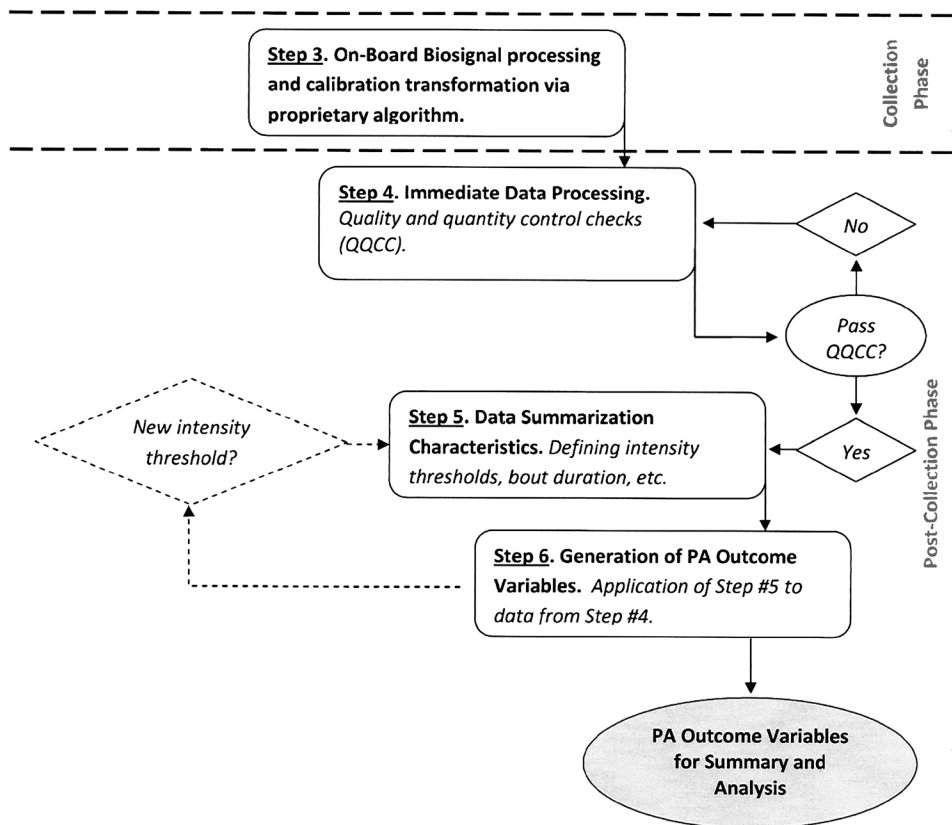 Step 3. On-Board Biosignal processing
and calibration transformation via
proprietary algorithm.
Collection
Phase
Step 4. Immediate Data Processing.
Quality and quantity control checks
(QQCC).
No
Pass
QQCC?
Yes
New intensity
threshold?
Step 5. Data Summarization
Characteristics. Defining intensity
thresholds, bout duration, etc.
Post-Collection Phase
Step 6. Generation of PA Outcome
Variables. Application of Step #5 to
data from Step #4.
PA Outcome Variables
for Summary and
Analysis